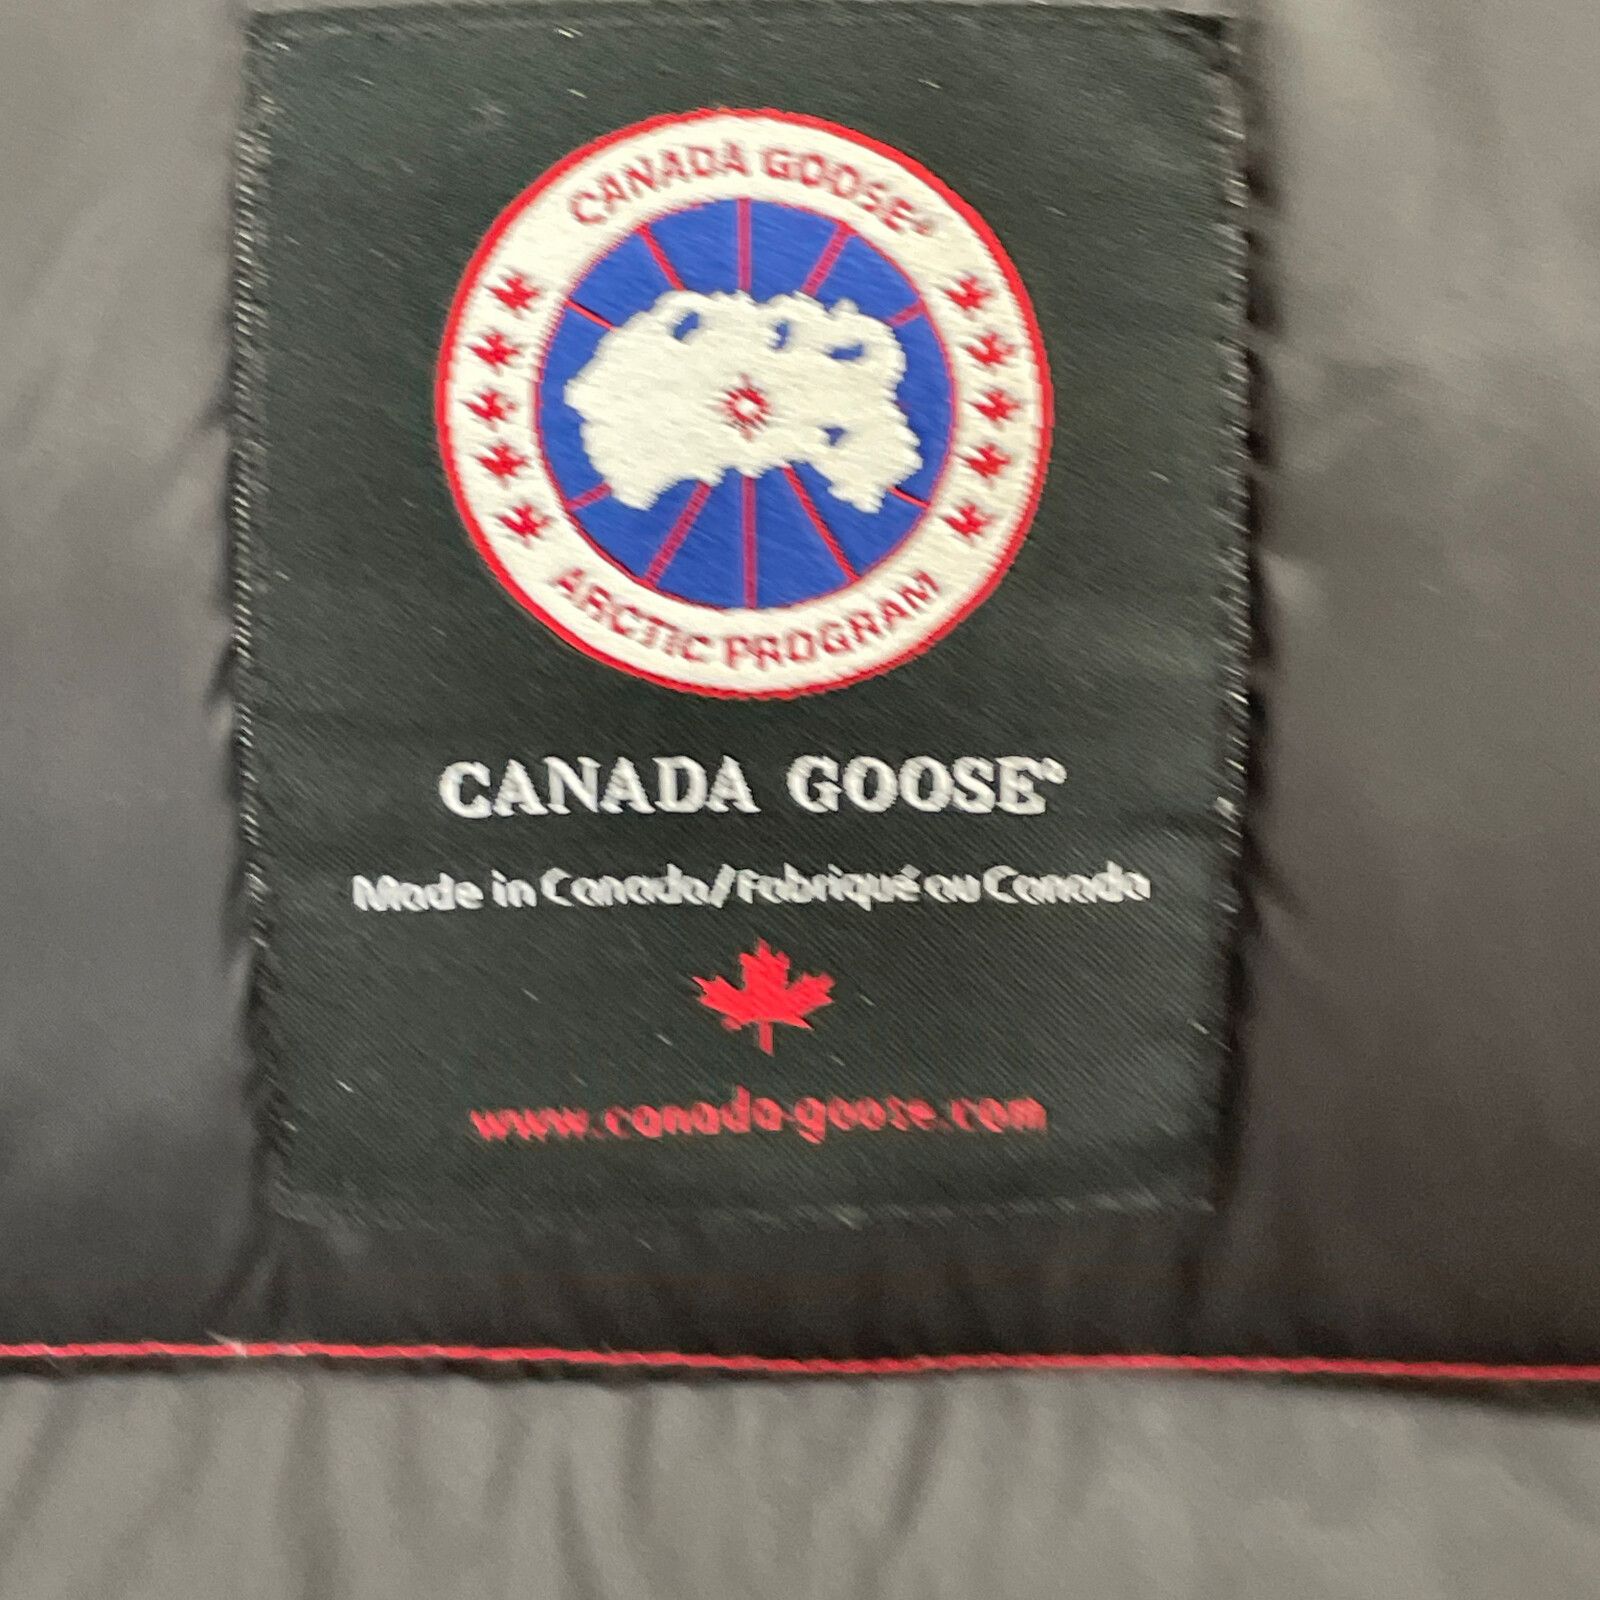 CANADA GOOSE®
ARCTIC PROGRAM
CANADA GOOSE®
Made in Canada/Fabriqué au Canada
www.canada-goose.com